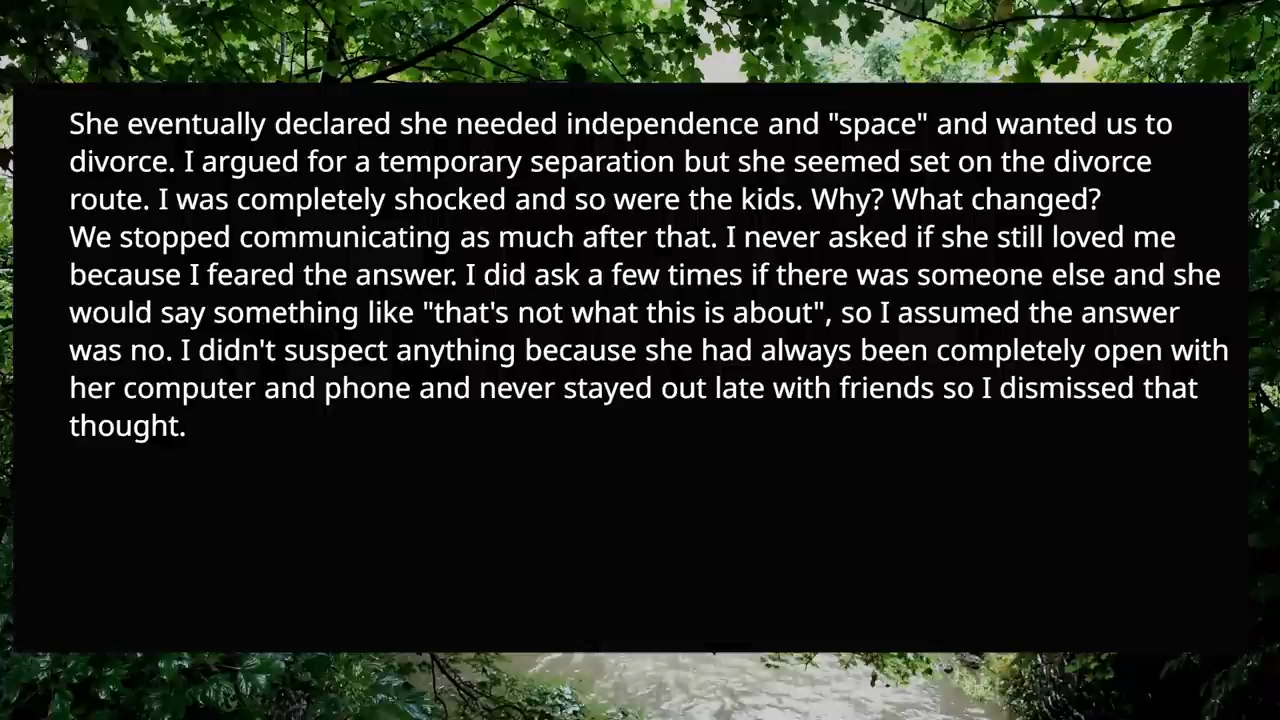 She eventually declared she needed independence and "space" and wanted us to
divorce. I argued for a temporary separation but she seemed set on the divorce
route. I was completely shocked and so were the kids. Why? What changed?
We stopped communicating as much after that. I never asked if she still loved me
because I feared the answer. I did ask a few times if there was someone else and she
would say something like "that's not what this is about", so I assumed the answer
was no. I didn't suspect anything because she had always been completely open with
her computer and phone and never stayed out late with friends so I dismissed that
thought.